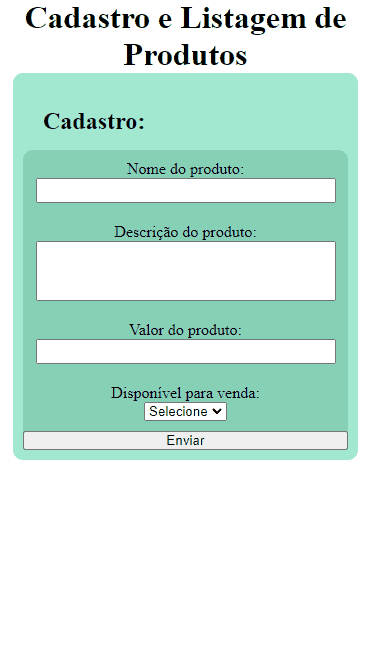 Cadastro e Listagem de
Produtos
Cadastro:
Nome do produto:
Descrição do produto:
Valor do produto:
Disponível para venda:
Selecione
Enviar